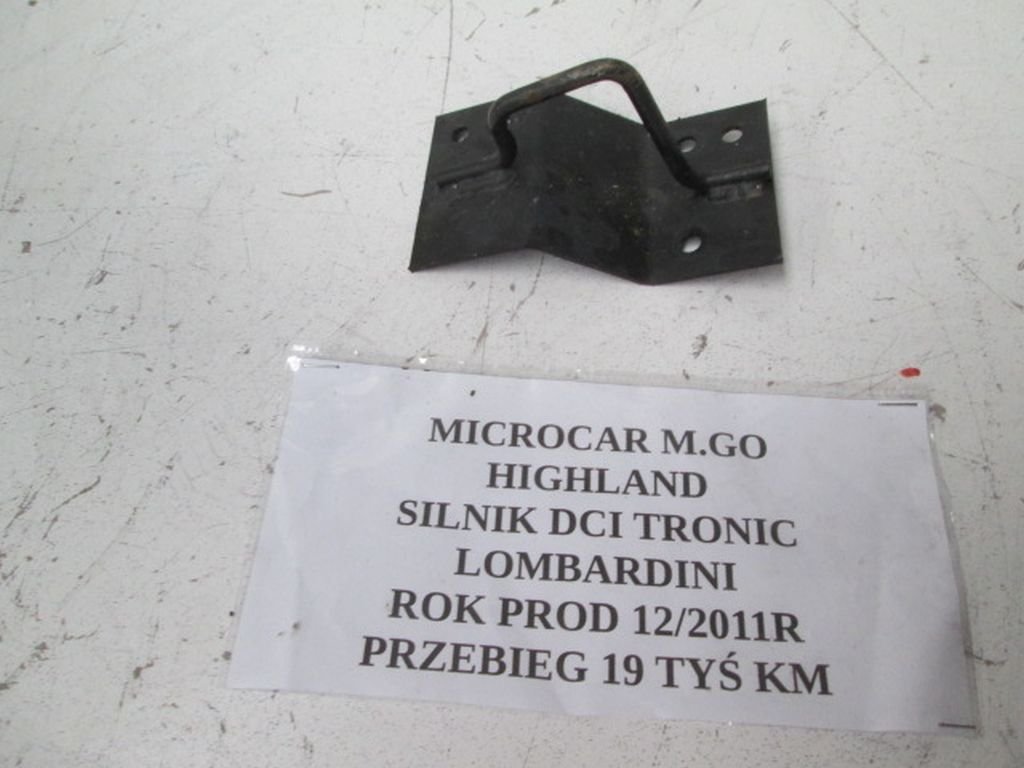 MICROCAR M.GO
HIGHLAND
SILNIK DCI TRONIC
LOMBARDINI
ROK PROD 12/2011R
PRZEBIEG 19 TYŚ KM